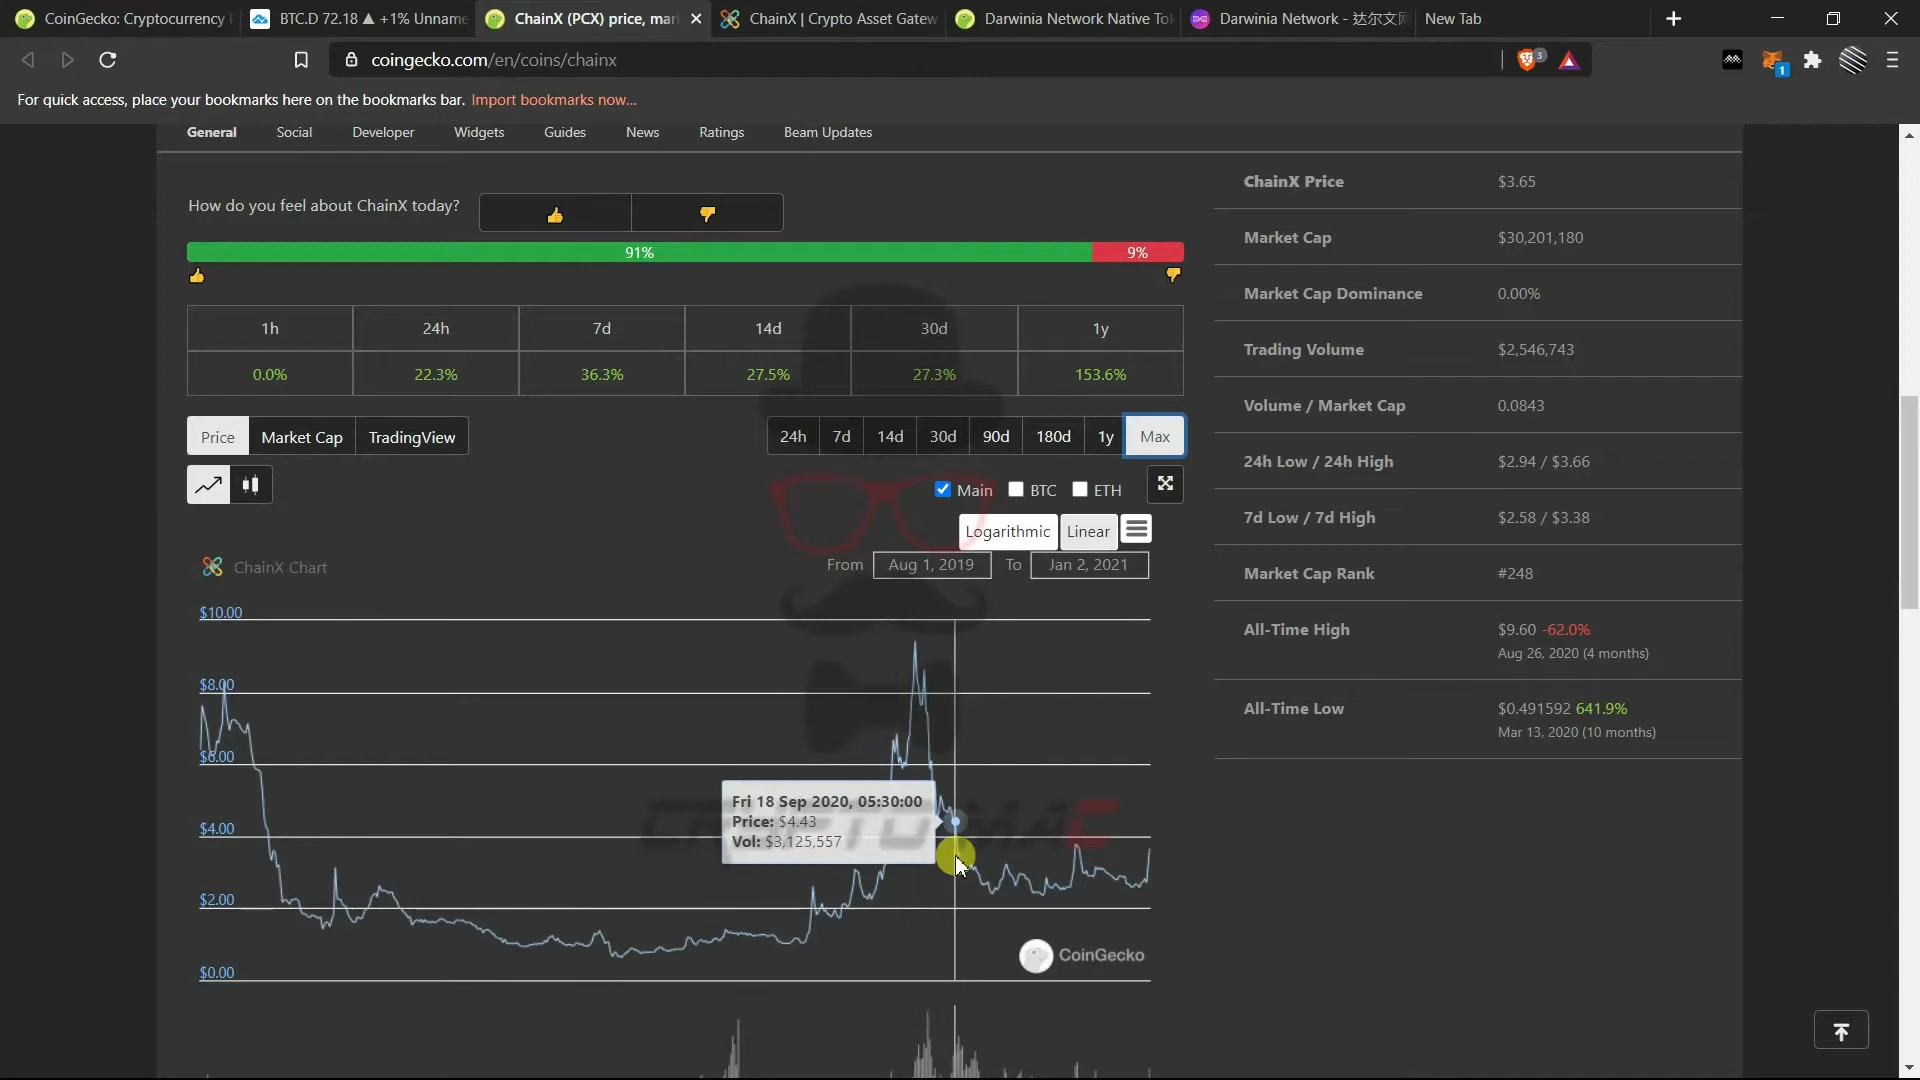 CoinGecko: Cryptocurrency
BTC.D 72.18 ▲ +1% Unname
ChainX (PCX) price, mar
ChainX | Crypto Asset Gatew
Darwinia Network Native To
Darwinia Network - 达尔文网
New Tab
coingecko.com/en/coins/chainx
3
1
For quick access, place your bookmarks here on the bookmarks bar. Import bookmarks now...
General Social Developer Widgets Guides News Ratings Beam Updates
How do you feel about ChainX today?
91% 9%
1h 24h 7d 14d 30d 1y
0.0% 22.3% 36.3% 27.5% 27.3% 153.6%
Price Market Cap TradingView
24h 7d 14d 30d 90d 180d 1y Max
Main BTC ETH
Logarithmic Linear
ChainX Chart
From Aug 1, 2019 To Jan 2, 2021
$10.00
$8.00
$6.00
$4.00
$2.00
$0.00
Fri 18 Sep 2020, 05:30:00
Price: $4.43
Vol: $3,125,557
CRYPTOMAC
CoinGecko
ChainX Price $3.65
Market Cap $30,201,180
Market Cap Dominance 0.00%
Trading Volume $2,546,743
Volume / Market Cap 0.0843
24h Low / 24h High $2.94 / $3.66
7d Low / 7d High $2.58 / $3.38
Market Cap Rank #248
All-Time High $9.60 -62.0%
Aug 26, 2020 (4 months)
All-Time Low $0.491592 641.9%
Mar 13, 2020 (10 months)